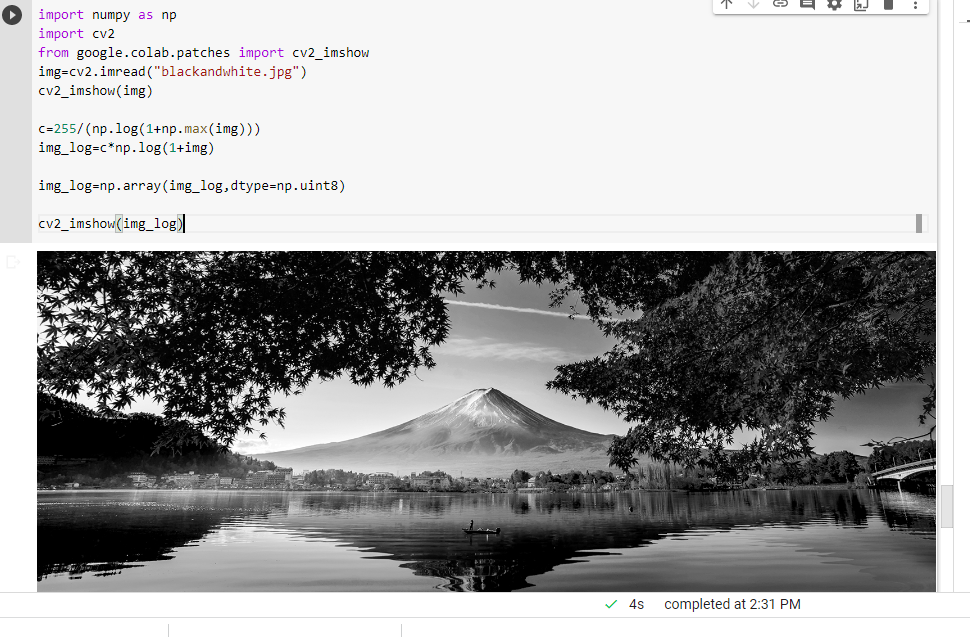 import numpy as np
import cv2
from google.colab.patches import cv2_imshow
img=cv2.imread("blackandwhite.jpg")
cv2_imshow(img)
c=255/(np.log(1+np.max(img)))
img_log=c*np.log(1+img)
img_log=np.array(img_log,dtype=np.uint8)
cv2_imshow(img_log)
4s completed at 2:31 PM